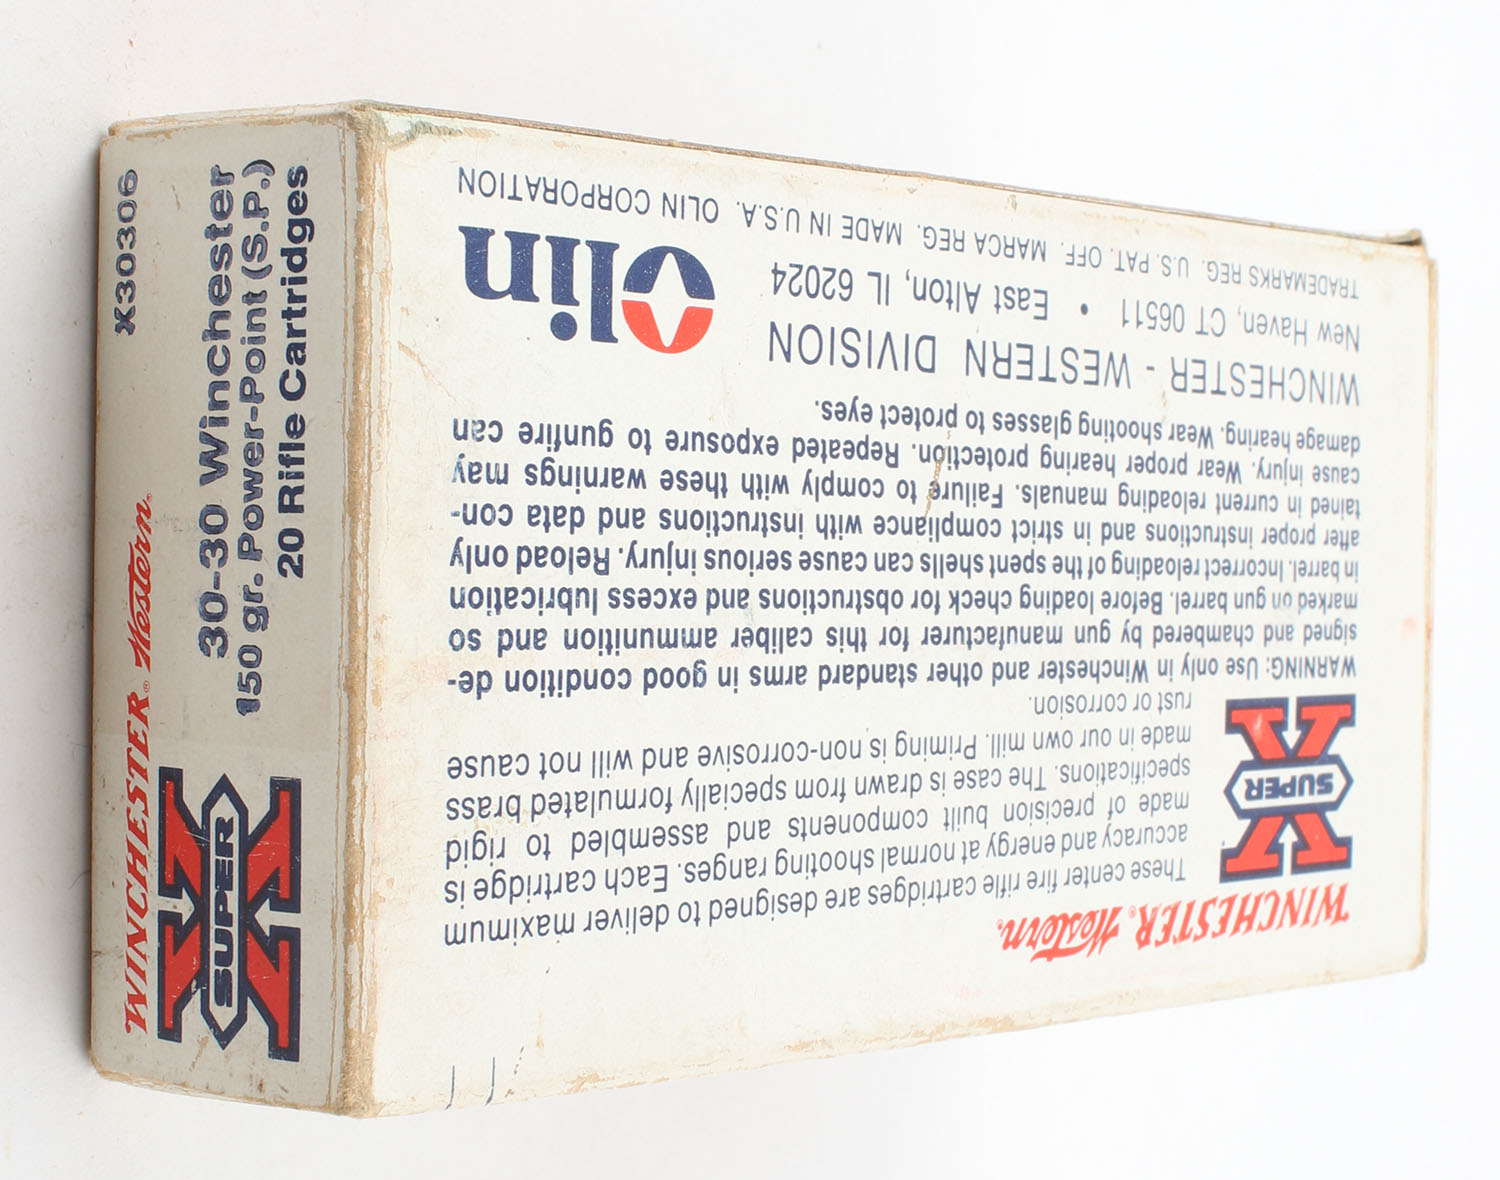 WINCHESTER® Western®
SUPER X
X30306
30-30 Winchester
150 gr. Power-Point (S.P.)
20 Rifle Cartridges
WINCHESTER® Western®
SUPER X
These center fire rifle cartridges are designed to deliver maximum
accuracy and energy at normal shooting ranges. Each cartridge is
made of precision built components and assembled to rigid
specifications. The case is drawn from specially formulated brass
made in our own mill. Priming is non-corrosive and will not cause
rust or corrosion.
WARNING: Use only in Winchester and other standard arms in good condition de-
signed and chambered by gun manufacturer for this caliber ammunition and so
marked on gun barrel. Before loading check for obstructions and excess lubrication
in barrel. Incorrect reloading of the spent shells can cause serious injury. Reload only
after proper instructions and in strict compliance with instructions and data con-
tained in current reloading manuals. Failure to comply with these warnings may
cause injury. Wear proper hearing protection. Repeated exposure to gunfire can
damage hearing. Wear shooting glasses to protect eyes.
WINCHESTER - WESTERN DIVISION
New Haven, CT 06511 • East Alton, IL 62024
Olin
TRADEMARKS REG. U.S. PAT. OFF. MARCA REG. MADE IN U.S.A. OLIN CORPORATION